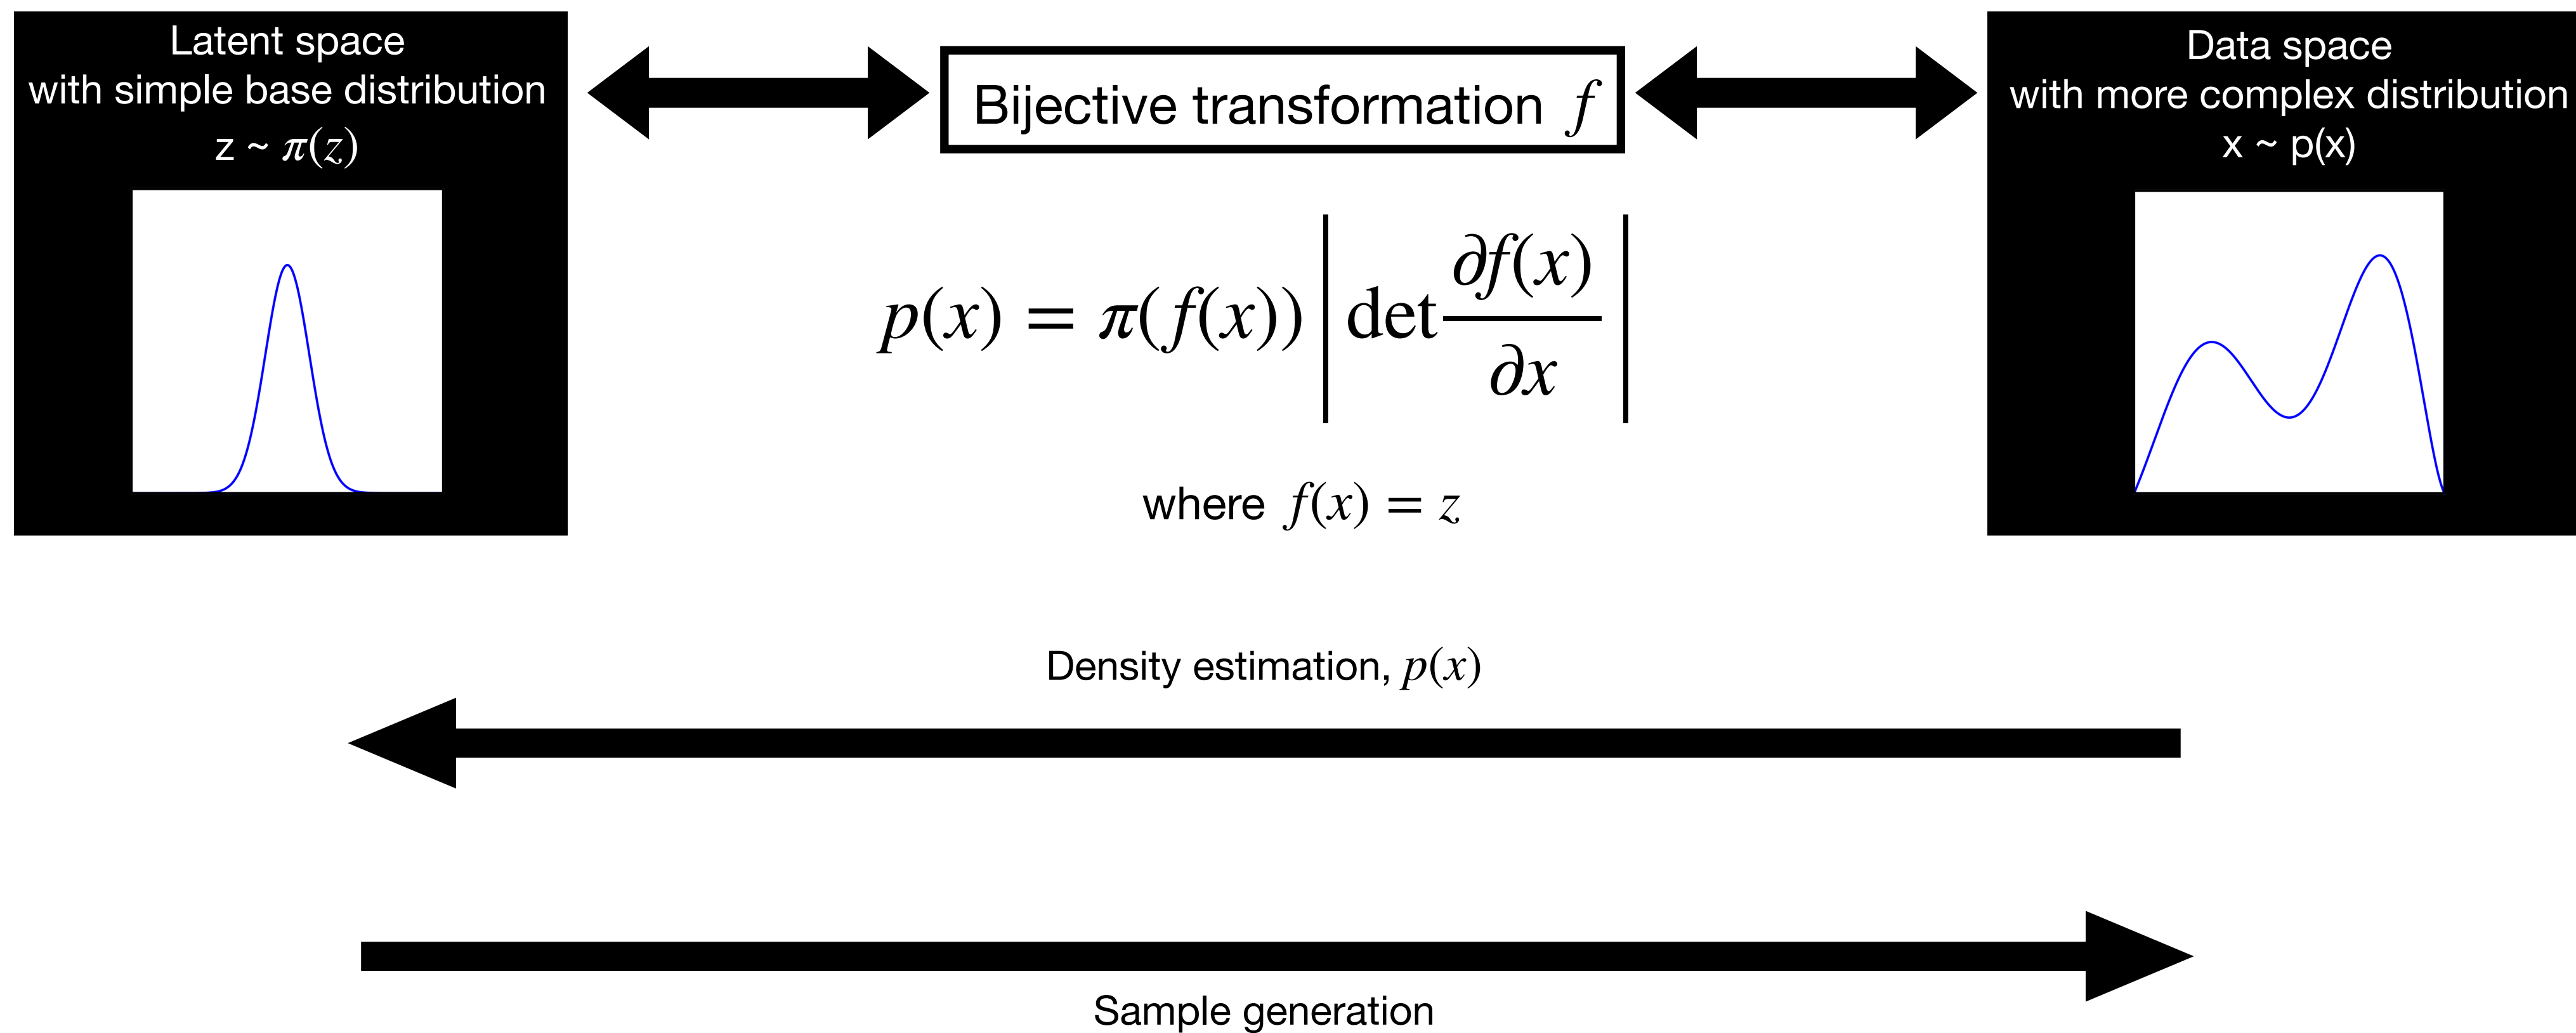 Latent space
with simple base distribution
z ~ π(z)
Bijective transformation f
Data space
with more complex distribution
x ~ p(x)
p(x) = π(f(x)) | det ∂f(x)/∂x |
where f(x) = z
Density estimation, p(x)
Sample generation